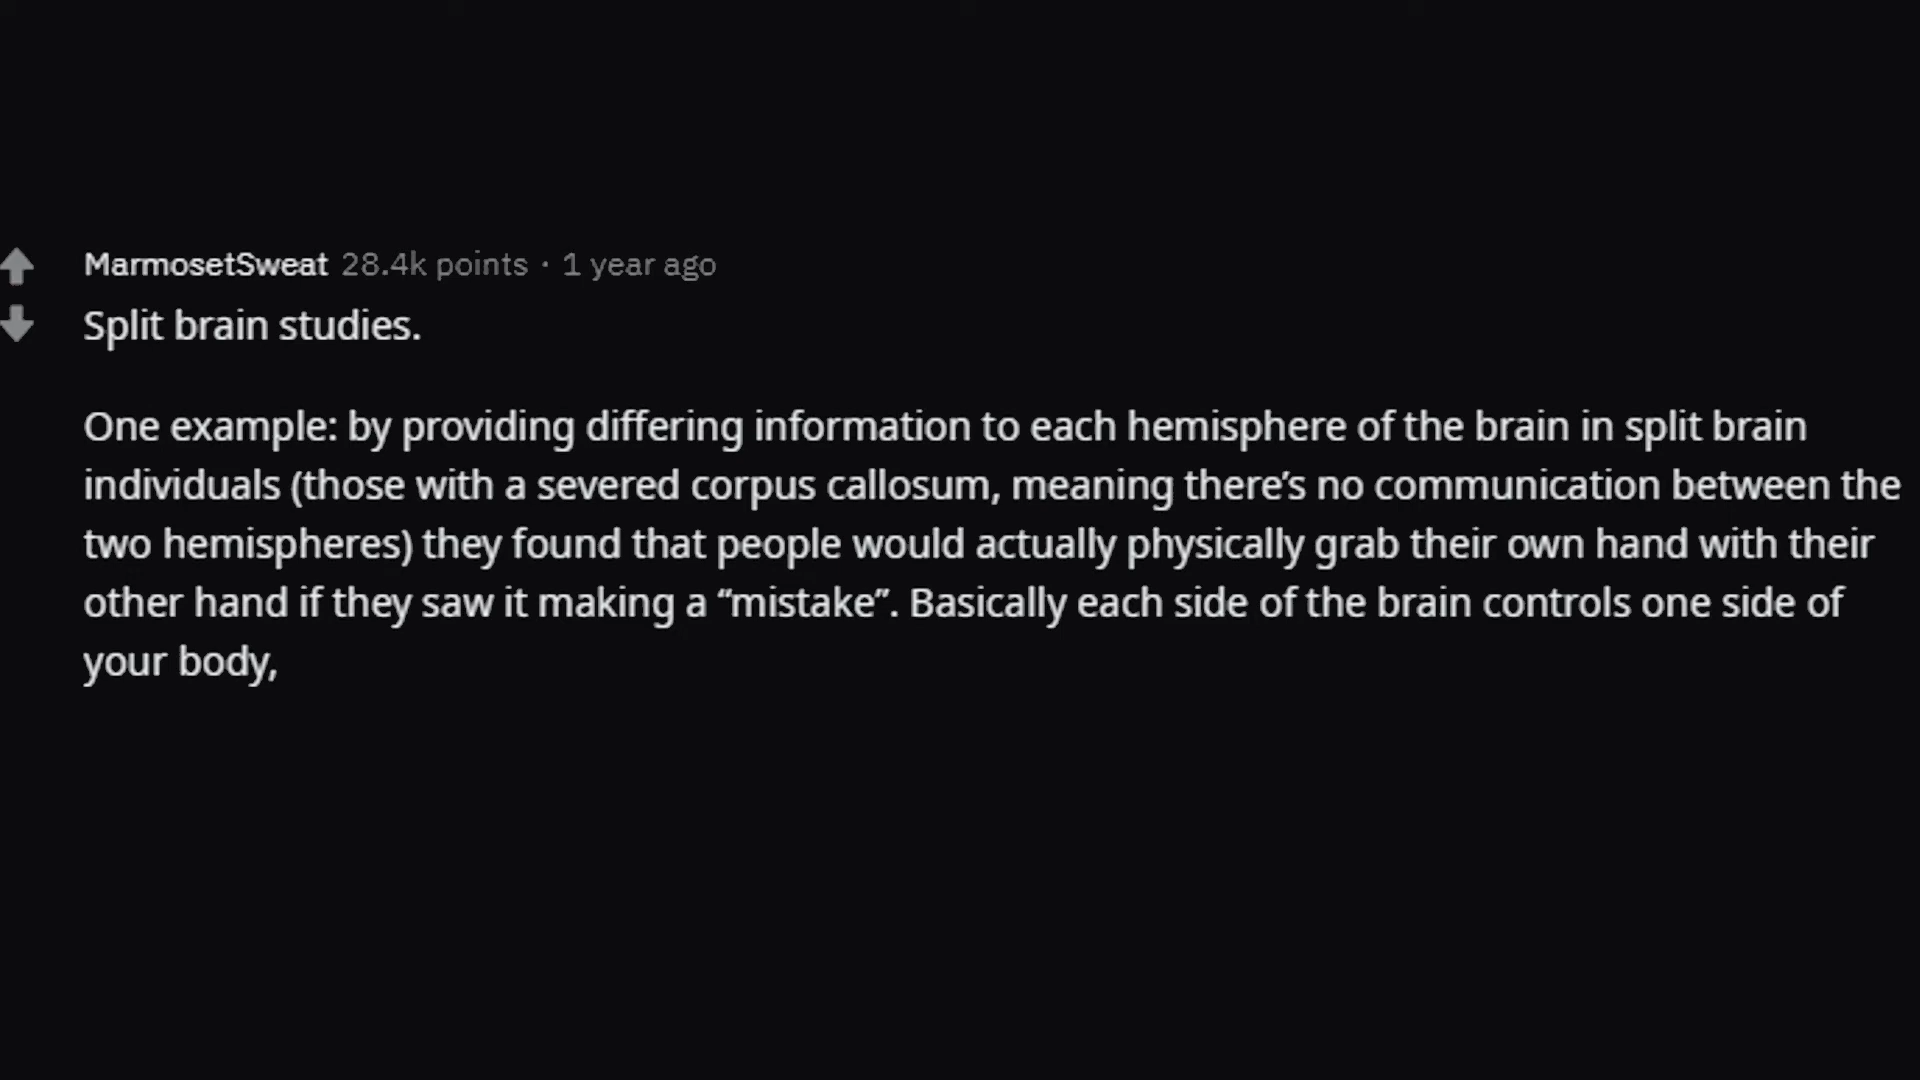 MarmosetSweat 28.4k points · 1 year ago
Split brain studies.
One example: by providing differing information to each hemisphere of the brain in split brain
individuals (those with a severed corpus callosum, meaning there’s no communication between the
two hemispheres) they found that people would actually physically grab their own hand with their
other hand if they saw it making a “mistake”. Basically each side of the brain controls one side of
your body,